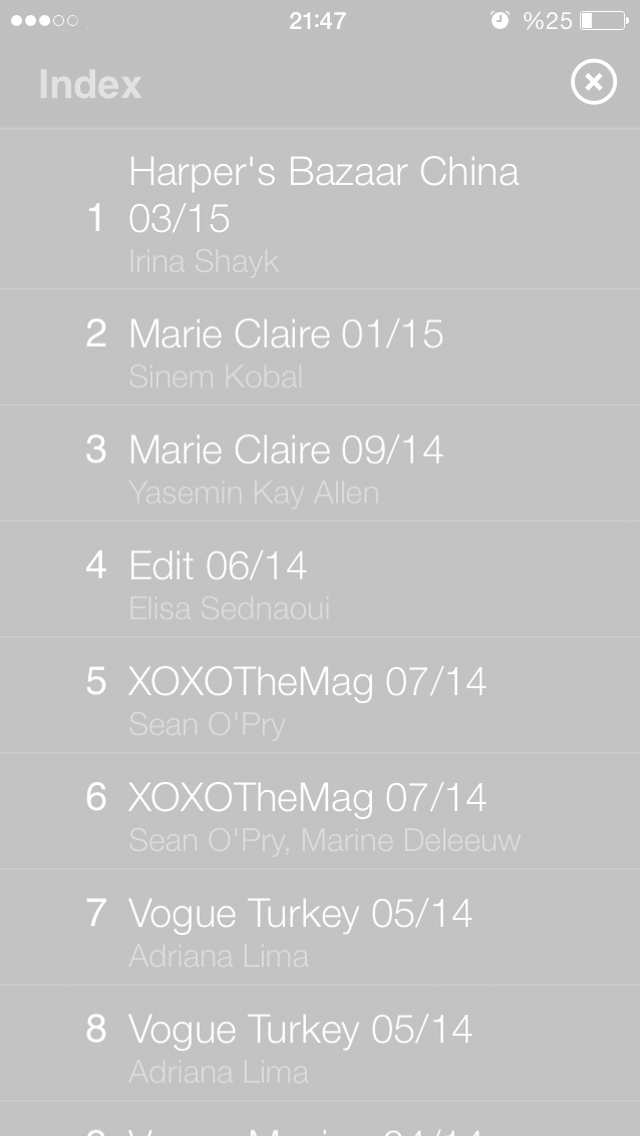 21:47
%25
Index
Harper's Bazaar China
1 03/15
Irina Shayk
2 Marie Claire 01/15
Sinem Kobal
3 Marie Claire 09/14
Yasemin Kay Allen
4 Edit 06/14
Elisa Sednaoui
5 XOXOTheMag 07/14
Sean O'Pry
6 XOXOTheMag 07/14
Sean O'Pry, Marine Deleeuw
7 Vogue Turkey 05/14
Adriana Lima
8 Vogue Turkey 05/14
Adriana Lima